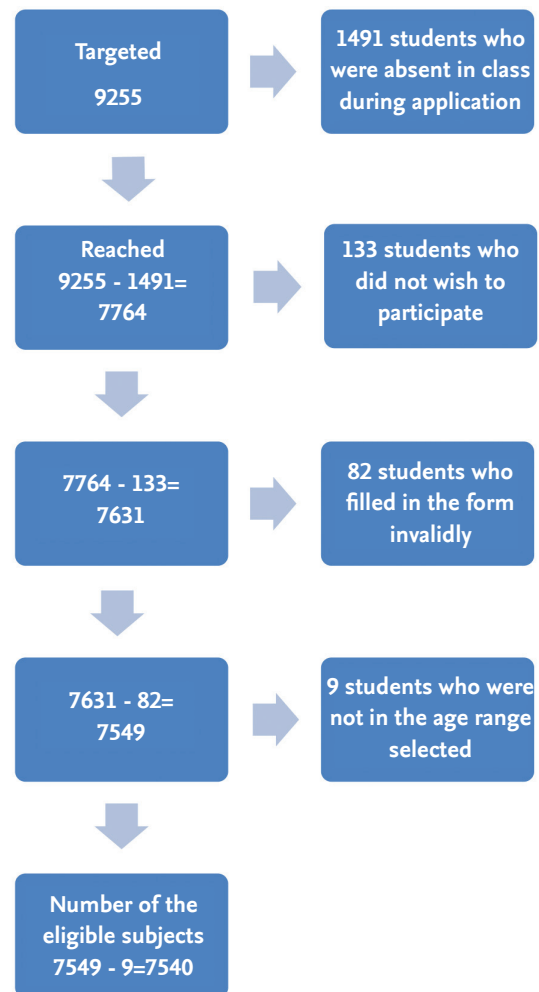 Targeted
9255
1491 students who
were absent in class
during application
Reached
9255 - 1491=
7764
133 students who
did not wish to
participate
7764 - 133=
7631
82 students who
filled in the form
invalidly
7631 - 82=
7549
9 students who were
not in the age range
selected
Number of the
eligible subjects
7549 - 9=7540